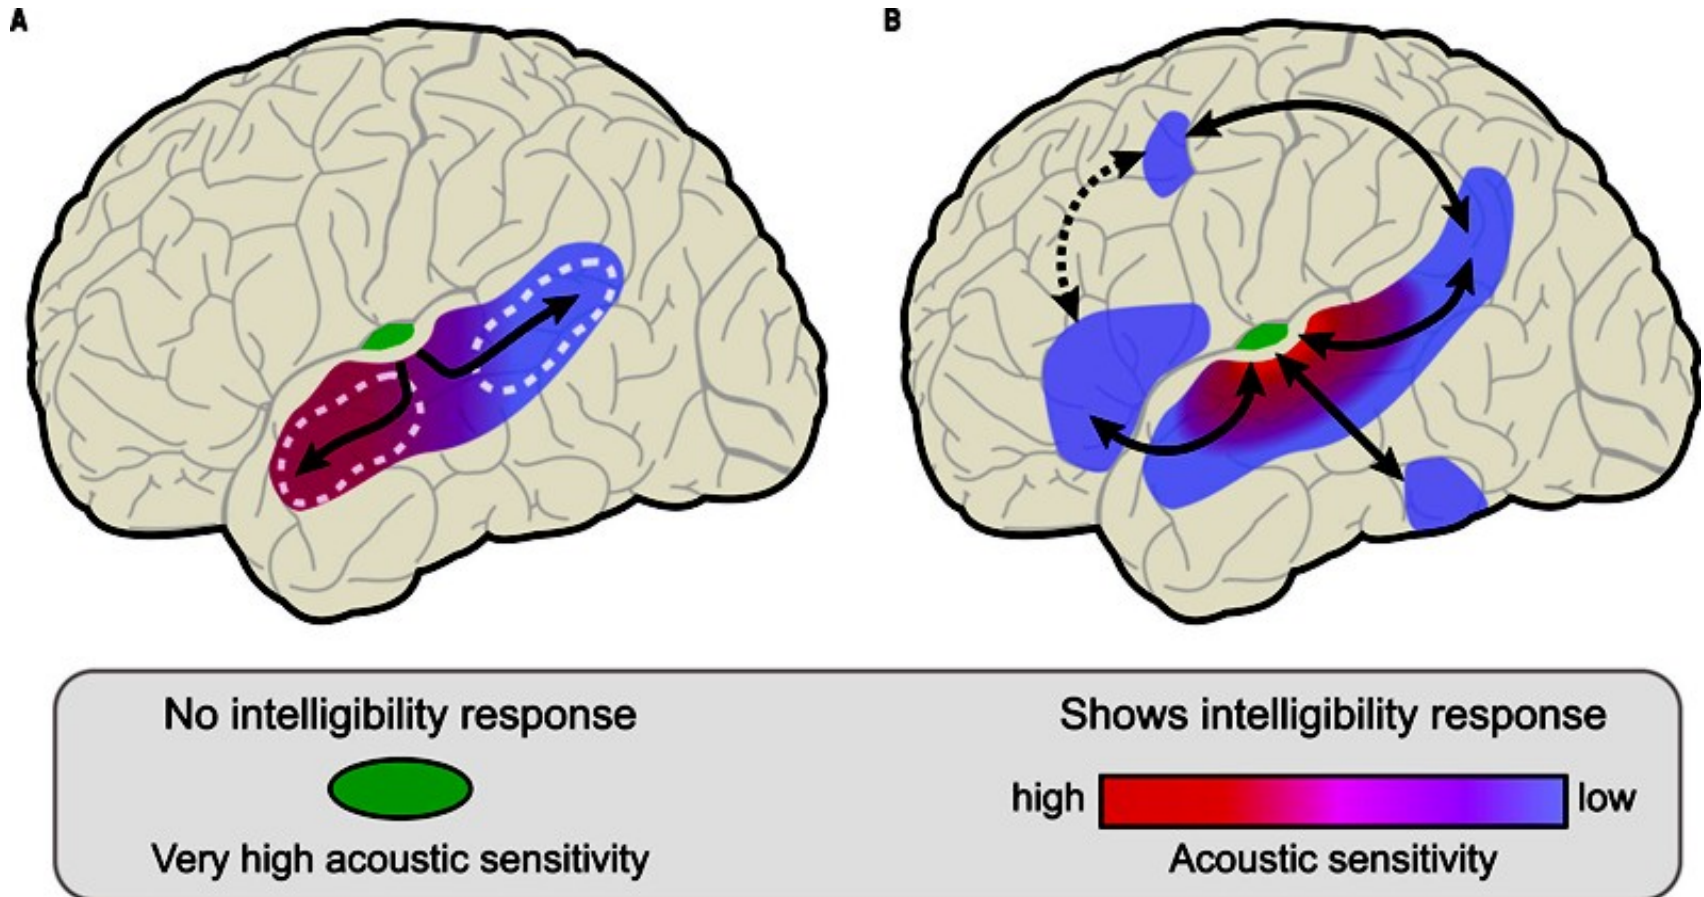 A
B
No intelligibility response
Shows intelligibility response
high
low
Very high acoustic sensitivity
Acoustic sensitivity